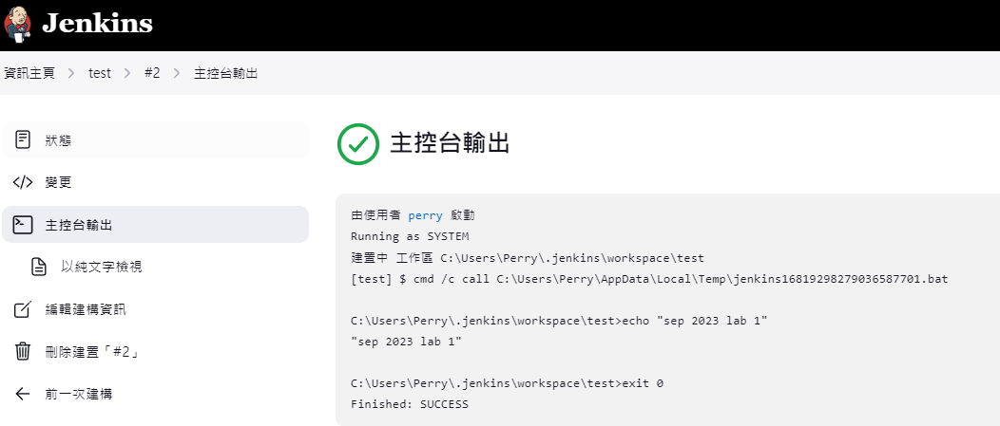 Jenkins
資訊主頁 > test > #2 > 主控台輸出
狀態
變更
主控台輸出
以純文字檢視
編輯建構資訊
刪除建置「#2」
前一次建構
主控台輸出
由使用者 perry 啟動
Running as SYSTEM
建置中 工作區 C:\Users\Perry\.jenkins\workspace\test
[test] $ cmd /c call C:\Users\Perry\AppData\Local\Temp\jenkins16819298279036587701.bat
C:\Users\Perry\.jenkins\workspace\test>echo "sep 2023 lab 1"
"sep 2023 lab 1"
C:\Users\Perry\.jenkins\workspace\test>exit 0
Finished: SUCCESS